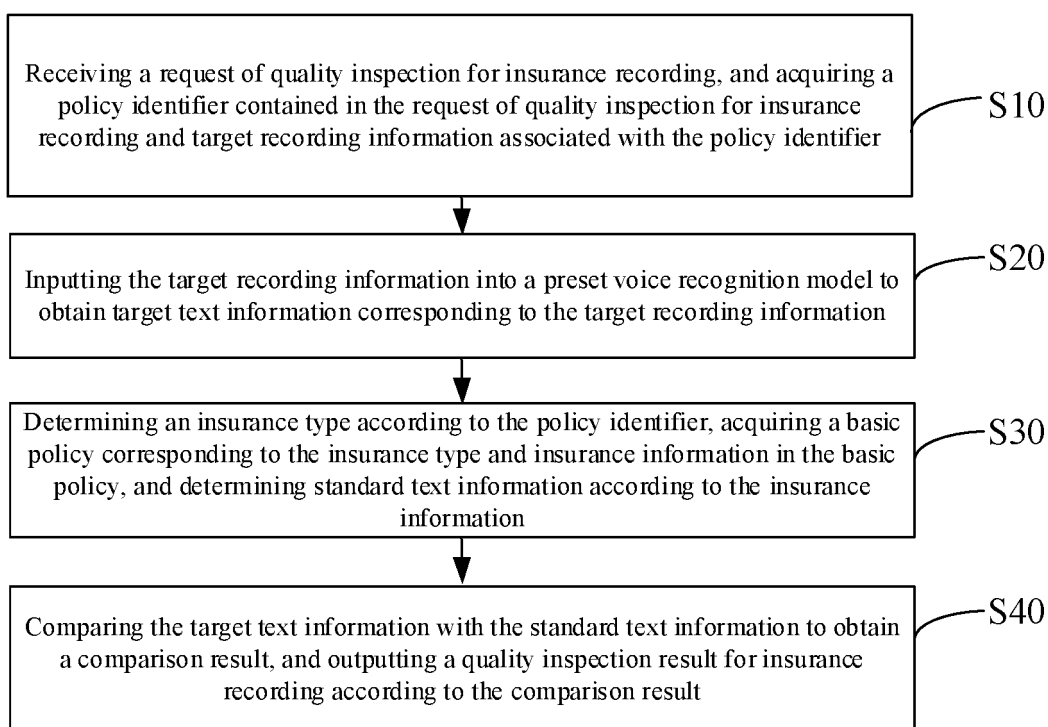 Receiving a request of quality inspection for insurance recording, and acquiring a
policy identifier contained in the request of quality inspection for insurance
recording and target recording information associated with the policy identifier
S10
Inputting the target recording information into a preset voice recognition model to
obtain target text information corresponding to the target recording information
S20
Determining an insurance type according to the policy identifier, acquiring a basic
policy corresponding to the insurance type and insurance information in the basic
policy, and determining standard text information according to the insurance
information
S30
Comparing the target text information with the standard text information to obtain
a comparison result, and outputting a quality inspection result for insurance
recording according to the comparison result
S40